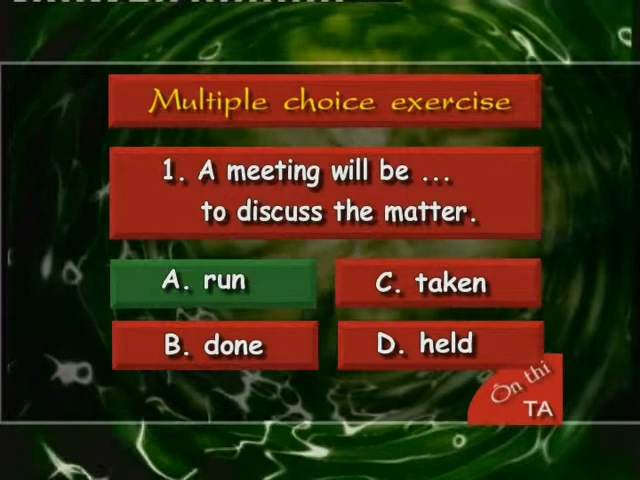 Multiple choice exercise
1. A meeting will be ...
to discuss the matter.
A. run
C. taken
B. done
D. held
Ôn thi
TA